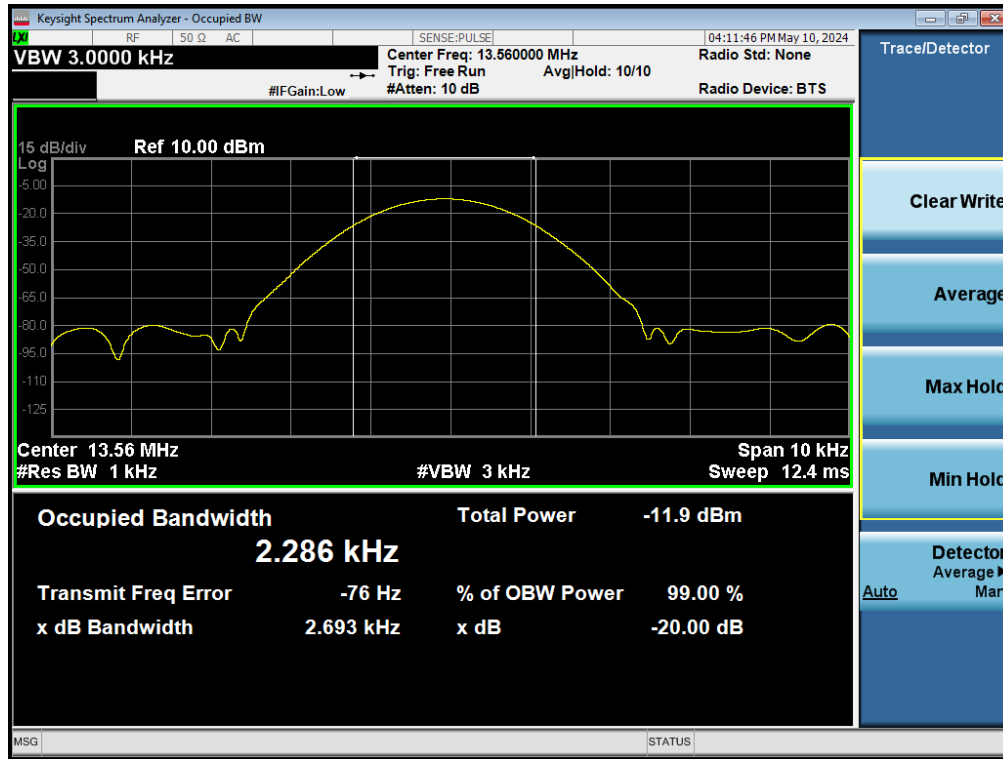 Keysight Spectrum Analyzer - Occupied BW
LXI RF 50 Ω AC SENSE:PULSE 04:11:46 PM May 10, 2024
VBW 3.0000 kHz
Center Freq: 13.560000 MHz
Radio Std: None
Trig: Free Run Avg|Hold: 10/10
#IFGain:Low
#Atten: 10 dB
Radio Device: BTS
15 dB/div Ref 10.00 dBm
Log
-5.00
-20.0
-35.0
-50.0
-65.0
-80.0
-95.0
-110
-125
Center 13.56 MHz Span 10 kHz
#Res BW 1 kHz #VBW 3 kHz Sweep 12.4 ms
Occupied Bandwidth Total Power -11.9 dBm
2.286 kHz
Transmit Freq Error -76 Hz % of OBW Power 99.00 %
x dB Bandwidth 2.693 kHz x dB -20.00 dB
MSG STATUS
Trace/Detector
Clear Write
Average
Max Hold
Min Hold
Detector
Average
Auto Man